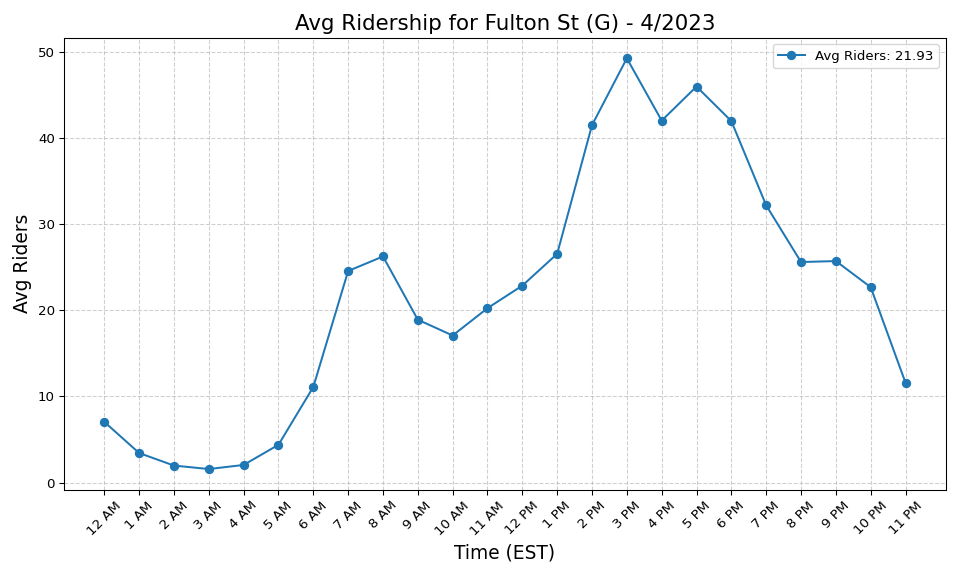 Avg Ridership for Fulton St (G) - 4/2023
Avg Riders: 21.93
Avg Riders
50
40
30
20
10
0
12 AM
1 AM
2 AM
3 AM
4 AM
5 AM
6 AM
7 AM
8 AM
9 AM
10 AM
11 AM
12 PM
1 PM
2 PM
3 PM
4 PM
5 PM
6 PM
7 PM
8 PM
9 PM
10 PM
11 PM
Time (EST)